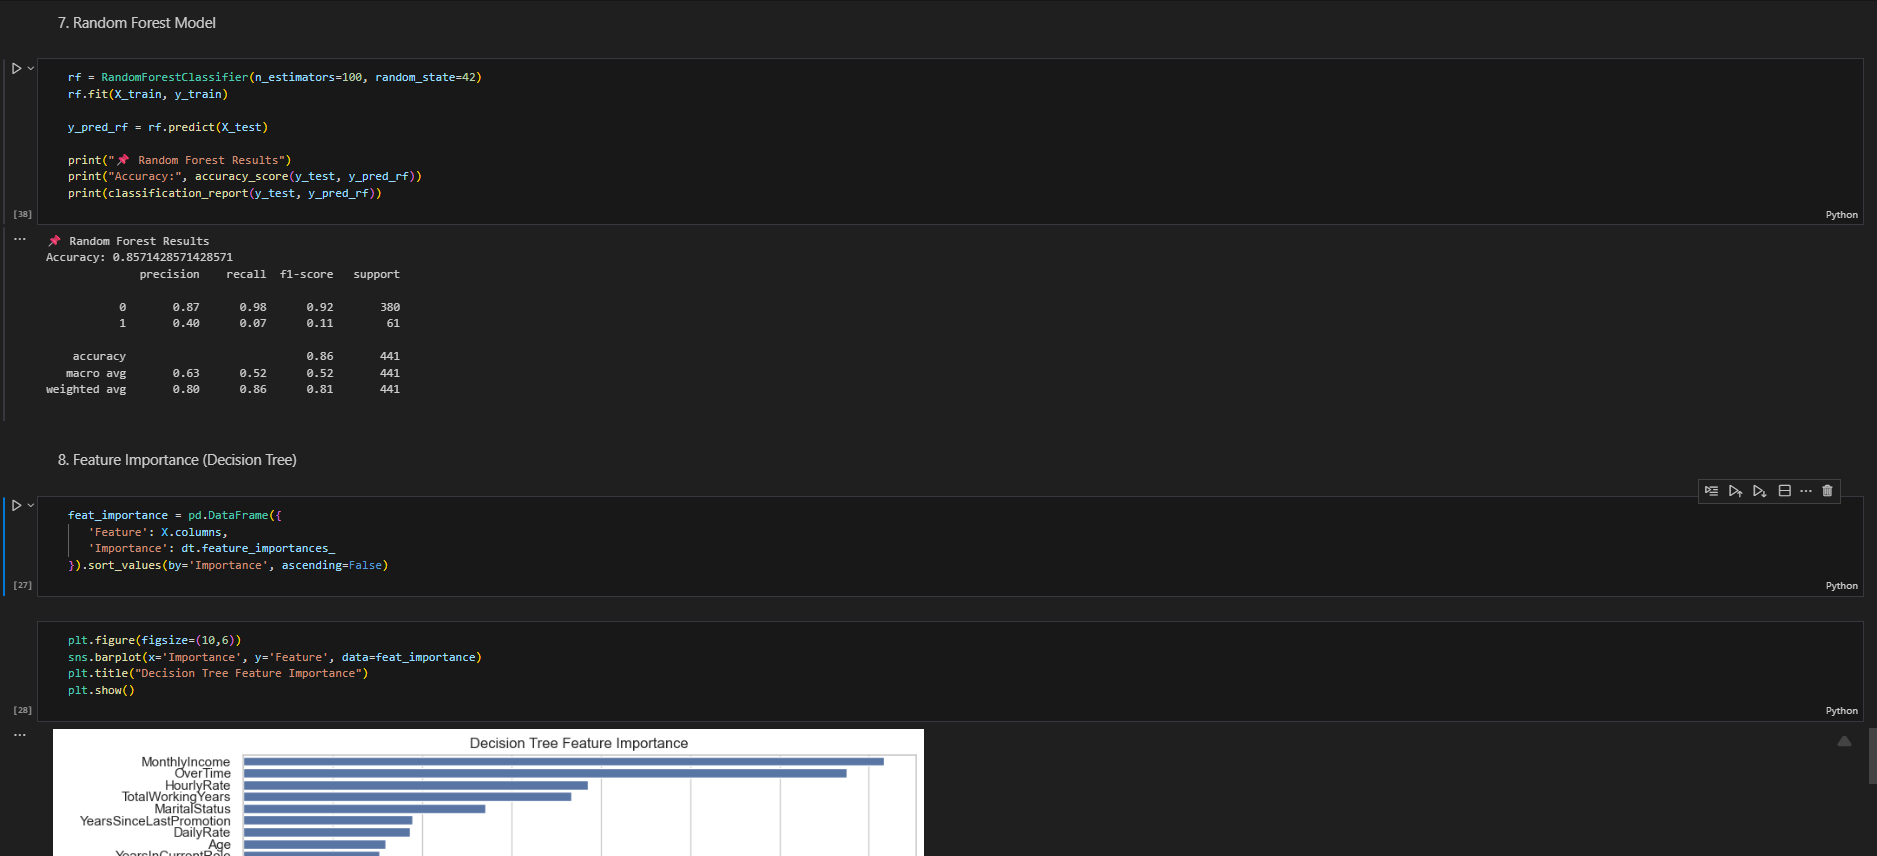 7. Random Forest Model
rf = RandomForestClassifier(n_estimators=100, random_state=42)
rf.fit(X_train, y_train)
y_pred_rf = rf.predict(X_test)
print("📌 Random Forest Results")
print("Accuracy:", accuracy_score(y_test, y_pred_rf))
print(classification_report(y_test, y_pred_rf))
[38]
Python
📌 Random Forest Results
Accuracy: 0.8571428571428571
precision recall f1-score support
0 0.87 0.98 0.92 380
1 0.40 0.07 0.11 61
accuracy 0.86 441
macro avg 0.63 0.52 0.52 441
weighted avg 0.80 0.86 0.81 441
8. Feature Importance (Decision Tree)
feat_importance = pd.DataFrame({
'Feature': X.columns,
'Importance': dt.feature_importances_
}).sort_values(by='Importance', ascending=False)
[27]
Python
plt.figure(figsize=(10,6))
sns.barplot(x='Importance', y='Feature', data=feat_importance)
plt.title("Decision Tree Feature Importance")
plt.show()
[28]
Python
Decision Tree Feature Importance
MonthlyIncome
OverTime
HourlyRate
TotalWorkingYears
MaritalStatus
YearsSinceLastPromotion
DailyRate
Age
YearsInCurrentRole